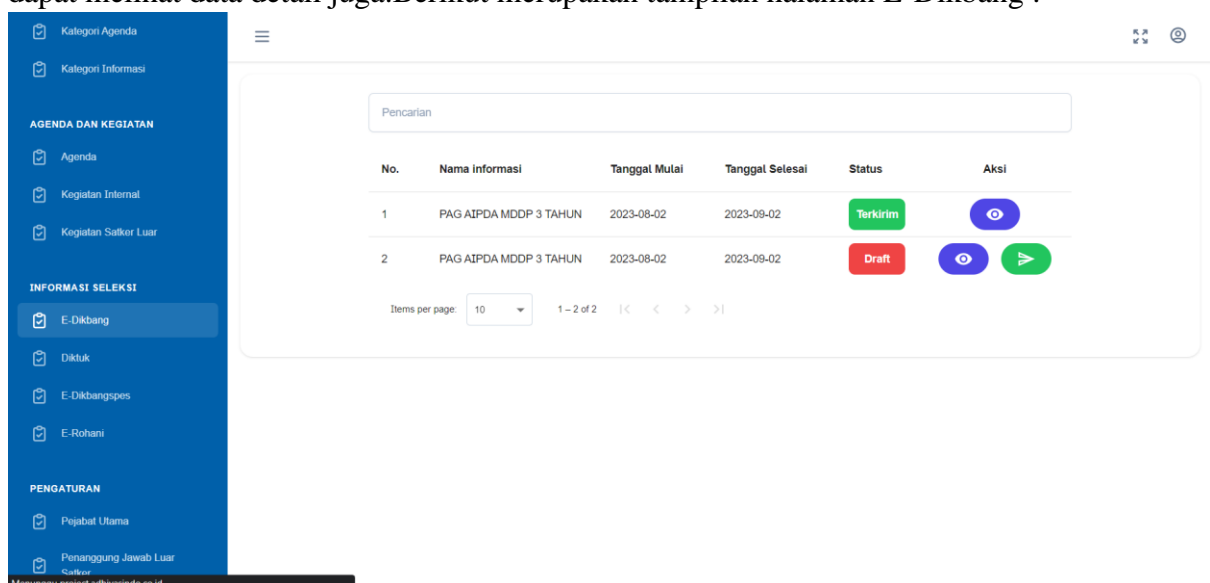 dapat melihat data detail juga.Berikut merupakan tampilan halaman E-Dikbang :
Kategori Agenda
Kategori Informasi
AGENDA DAN KEGIATAN
Agenda
Kegiatan Internal
Kegiatan Satker Luar
INFORMASI SELEKSI
E-Dikbang
Diktuk
E-Dikbangspes
E-Rohani
PENGATURAN
Pejabat Utama
Penanggung Jawab Luar
Satker
Pencarian
No. Nama informasi Tanggal Mulai Tanggal Selesai Status Aksi
1 PAG AIPDA MDDP 3 TAHUN 2023-08-02 2023-09-02 Terkirim
2 PAG AIPDA MDDP 3 TAHUN 2023-08-02 2023-09-02 Draft
Items per page: 10 1 – 2 of 2